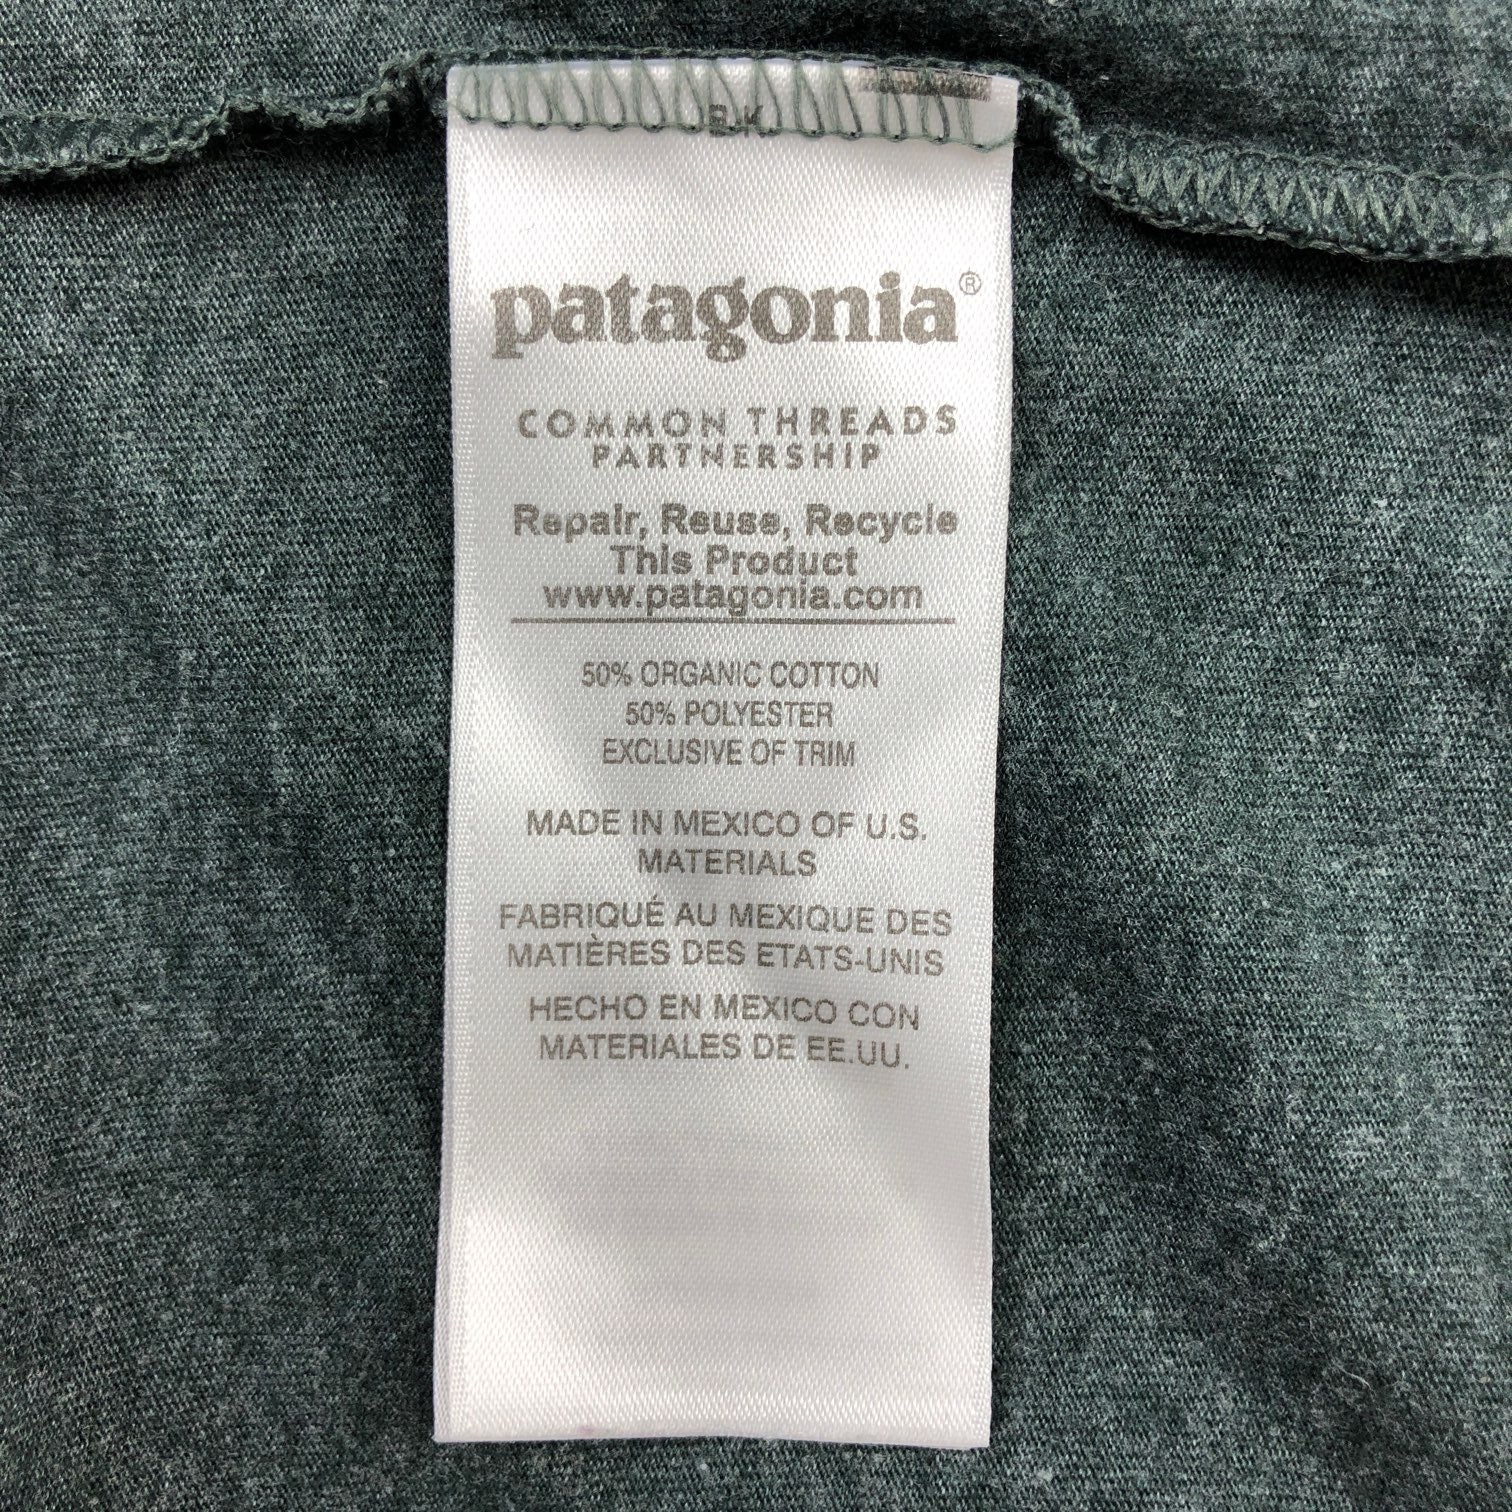 BK
patagonia®
COMMON THREADS
PARTNERSHIP
Repair, Reuse, Recycle
This Product
www.patagonia.com
50% ORGANIC COTTON
50% POLYESTER
EXCLUSIVE OF TRIM
MADE IN MEXICO OF U.S.
MATERIALS
FABRIQUÉ AU MEXIQUE DES
MATIÈRES DES ETATS-UNIS
HECHO EN MEXICO CON
MATERIALES DE EE.UU.